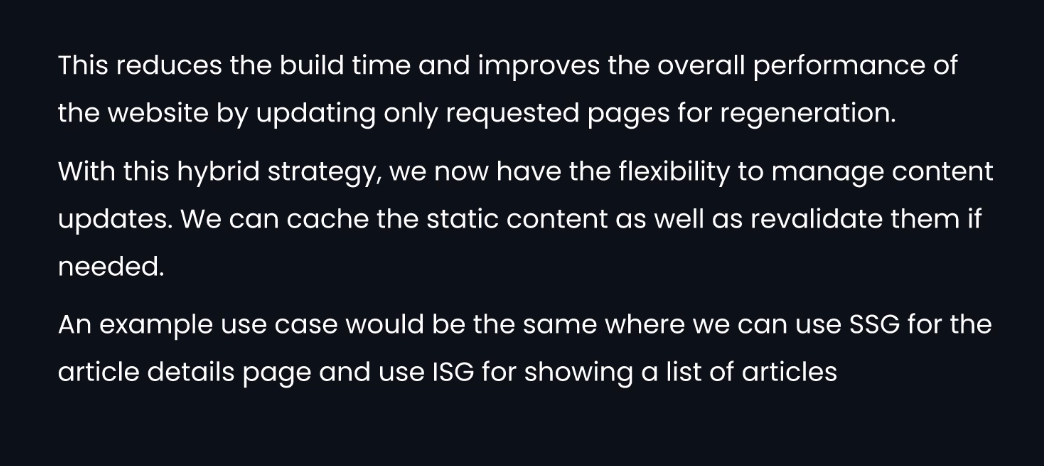 This reduces the build time and improves the overall performance of
the website by updating only requested pages for regeneration.
With this hybrid strategy, we now have the flexibility to manage content
updates. We can cache the static content as well as revalidate them if
needed.
An example use case would be the same where we can use SSG for the
article details page and use ISG for showing a list of articles